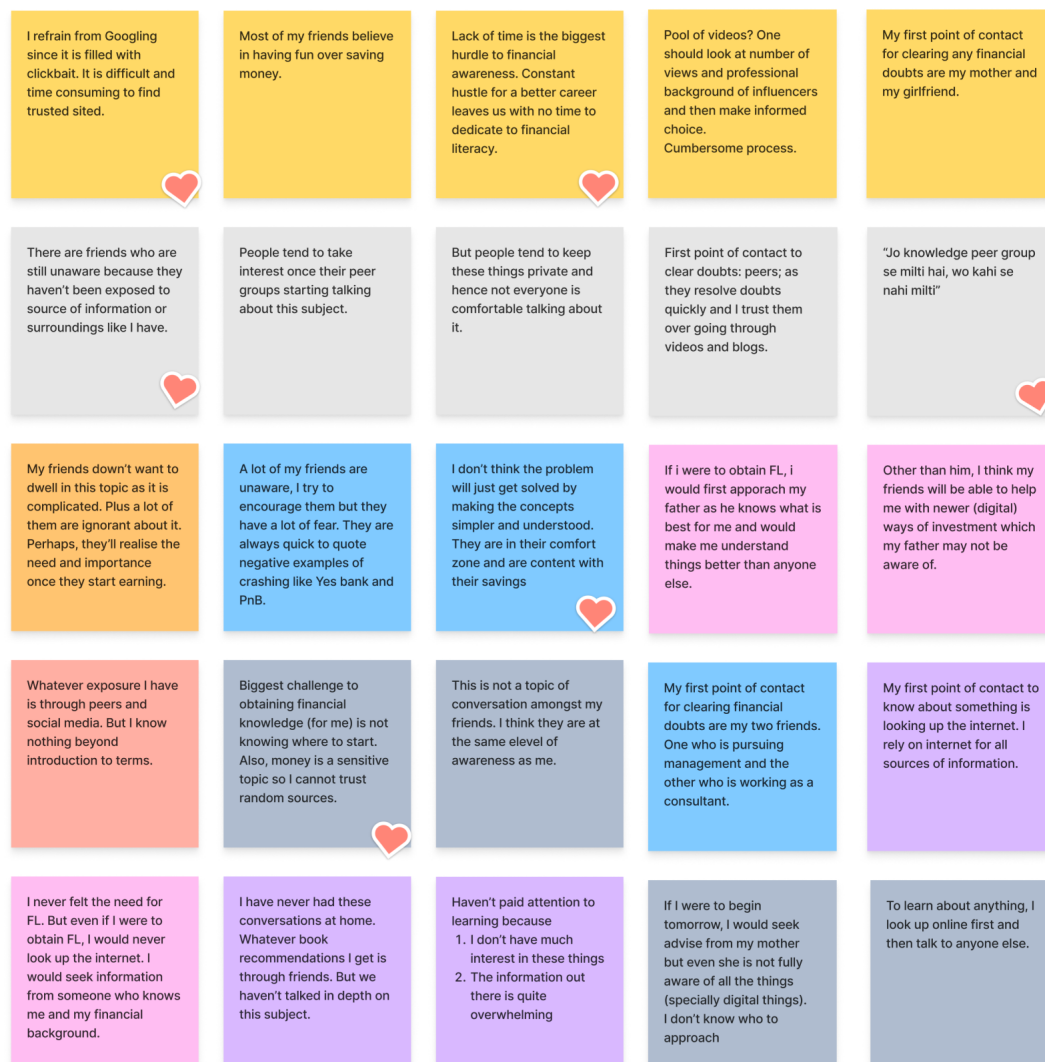 I refrain from Googling
since it is filled with
clickbait. It is difficult and
time consuming to find
trusted sited.
Most of my friends believe
in having fun over saving
money.
Lack of time is the biggest
hurdle to financial
awareness. Constant
hustle for a better career
leaves us with no time to
dedicate to financial
literacy.
Pool of videos? One
should look at number of
views and professional
background of influencers
and then make informed
choice.
Cumbersome process.
My first point of contact
for clearing any financial
doubts are my mother and
my girlfriend.
There are friends who are
still unaware because they
haven't been exposed to
source of information or
surroundings like I have.
People tend to take
interest once their peer
groups starting talking
about this subject.
But people tend to keep
these things private and
hence not everyone is
comfortable talking about
it.
First point of contact to
clear doubts: peers; as
they resolve doubts
quickly and I trust them
over going through
videos and blogs.
“Jo knowledge peer group
se milti hai, wo kahi se
nahi milti”
My friends down't want to
dwell in this topic as it is
complicated. Plus a lot of
them are ignorant about it.
Perhaps, they'll realise the
need and importance
once they start earning.
A lot of my friends are
unaware, I try to
encourage them but they
have a lot of fear. They are
always quick to quote
negative examples of
crashing like Yes bank and
PnB.
I don't think the problem
will just get solved by
making the concepts
simpler and understood.
They are in their comfort
zone and are content with
their savings
If i were to obtain FL, i
would first apporach my
father as he knows what is
best for me and would
make me understand
things better than anyone
else.
Other than him, I think my
friends will be able to help
me with newer (digital)
ways of investment which
my father may not be
aware of.
Whatever exposure I have
is through peers and
social media. But I know
nothing beyond
introduction to terms.
Biggest challenge to
obtaining financial
knowledge (for me) is not
knowing where to start.
Also, money is a sensitive
topic so I cannot trust
random sources.
This is not a topic of
conversation amongst my
friends. I think they are at
the same elevel of
awareness as me.
My first point of contact
for clearing financial
doubts are my two friends.
One who is pursuing
management and the
other who is working as a
consultant.
My first point of contact to
know about something is
looking up the internet. I
rely on internet for all
sources of information.
I never felt the need for
FL. But even if I were to
obtain FL, I would never
look up the internet. I
would seek information
from someone who knows
me and my financial
background.
I have never had these
conversations at home.
Whatever book
recommendations I get is
through friends. But we
haven't talked in depth on
this subject.
Haven't paid attention to
learning because
1. I don't have much
interest in these things
2. The information out
there is quite
overwhelming
If I were to begin
tomorrow, I would seek
advise from my mother
but even she is not fully
aware of all the things
(specially digital things).
I don't know who to
approach
To learn about anything, I
look up online first and
then talk to anyone else.